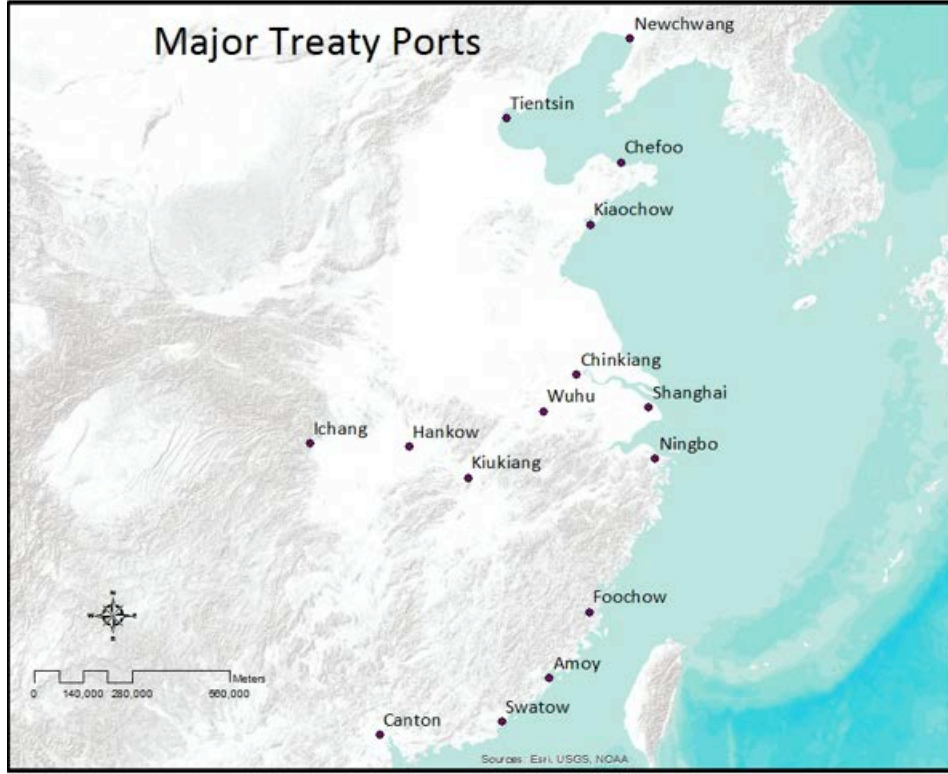 Major Treaty Ports
Newchwang
Tientsin
Chefoo
Kiaochow
Chinkiang
Wuhu
Shanghai
Ichang
Hankow
Kiukiang
Ningbo
Foochow
Amoy
Swatow
Canton
N
W
E
S
Meters
0 140,000 280,000 560,000
Sources: Esri, USGS, NOAA